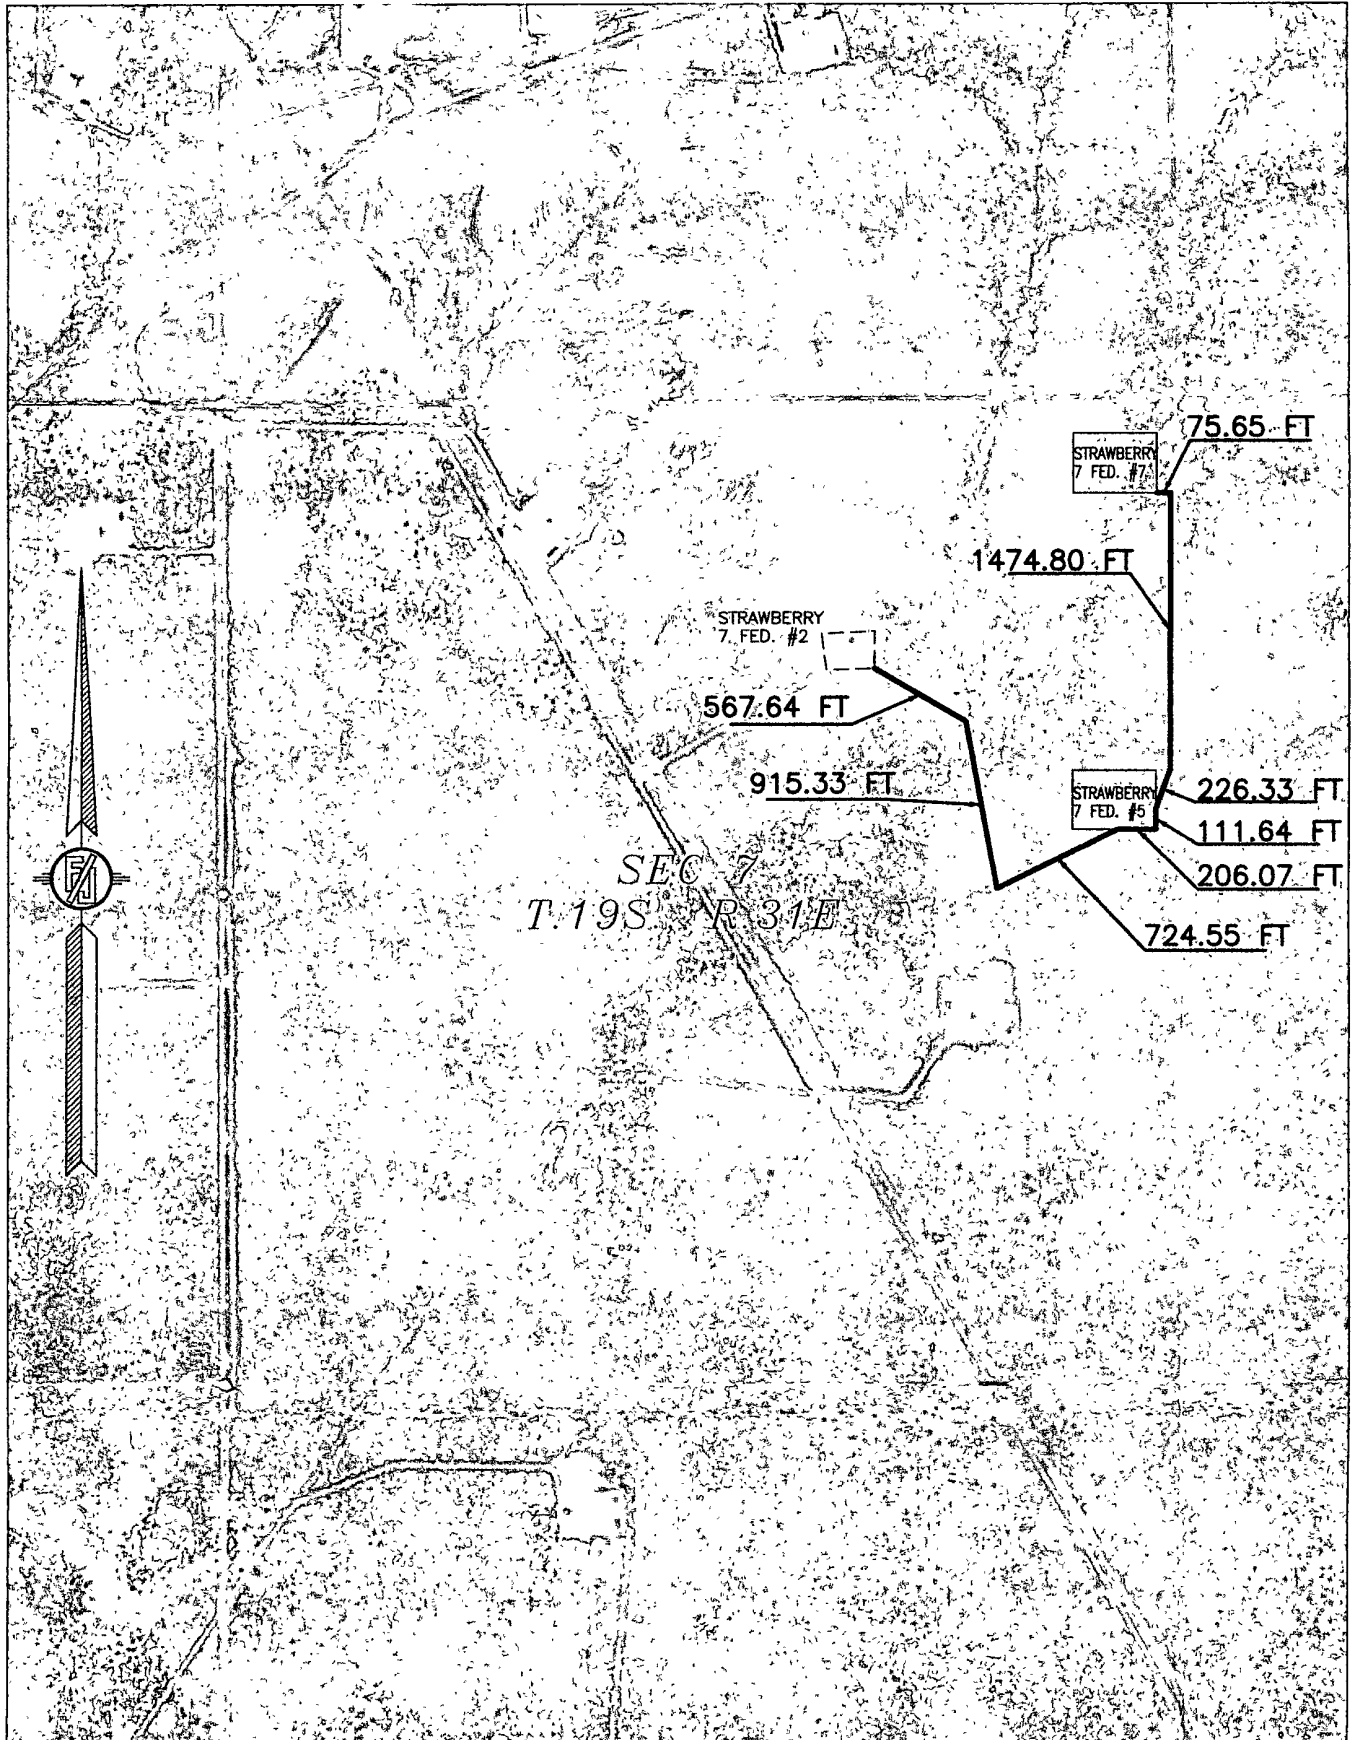 75.65 FT
STRAWBERRY
7 FED. #7
1474.80 FT
STRAWBERRY
7. FED. #2
567.64 FT
915.33 FT
STRAWBERRY
7 FED. #5
226.33 FT
111.64 FT
206.07 FT
724.55 FT
SEC 7
T.19S. R.31E.